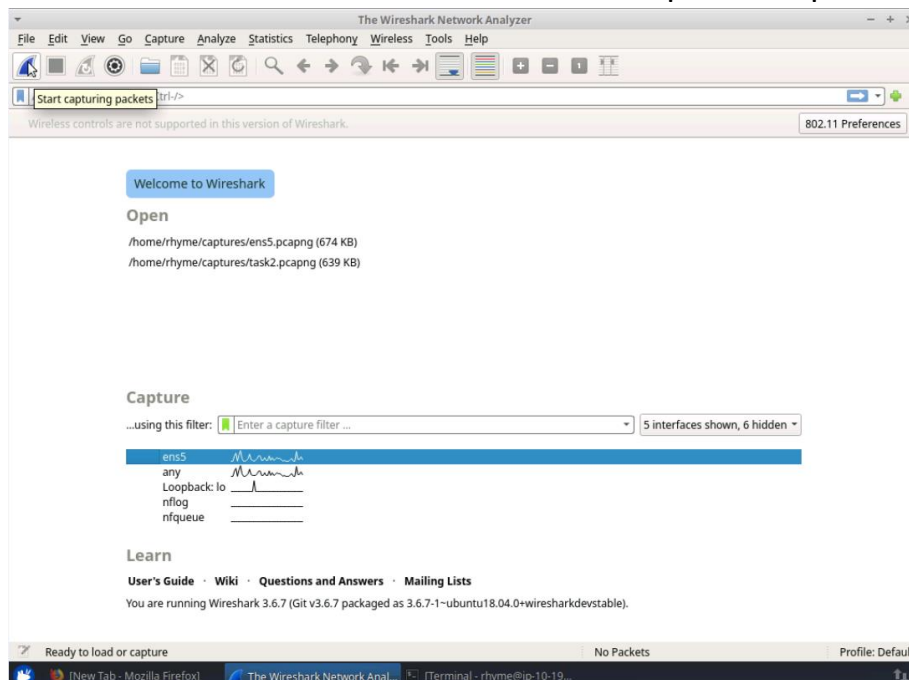 The Wireshark Network Analyzer
File Edit View Go Capture Analyze Statistics Telephony Wireless Tools Help
Start capturing packets Ctrl-/>
Wireless controls are not supported in this version of Wireshark. 802.11 Preferences
Welcome to Wireshark
Open
/home/rhyme/captures/ens5.pcapng (674 KB)
/home/rhyme/captures/task2.pcapng (639 KB)
Capture
...using this filter: Enter a capture filter ... 5 interfaces shown, 6 hidden
ens5
any
Loopback: lo
nflog
nfqueue
Learn
User's Guide · Wiki · Questions and Answers · Mailing Lists
You are running Wireshark 3.6.7 (Git v3.6.7 packaged as 3.6.7-1~ubuntu18.04.0+wiresharkdevstable).
Ready to load or capture No Packets Profile: Defaul
[New Tab - Mozilla Firefox] The Wireshark Network Anal... [Terminal - rhyme@ip-10-19...